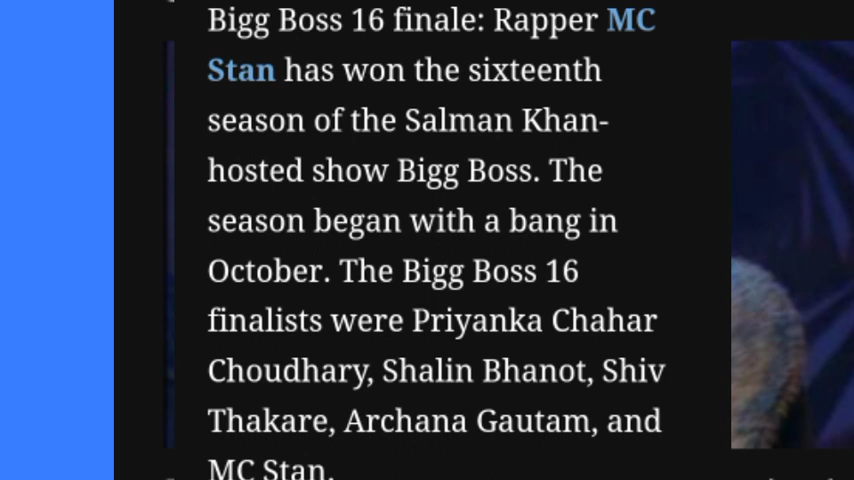 Bigg Boss 16 finale: Rapper MC
Stan has won the sixteenth
season of the Salman Khan-
hosted show Bigg Boss. The
season began with a bang in
October. The Bigg Boss 16
finalists were Priyanka Chahar
Choudhary, Shalin Bhanot, Shiv
Thakare, Archana Gautam, and
MC Stan.